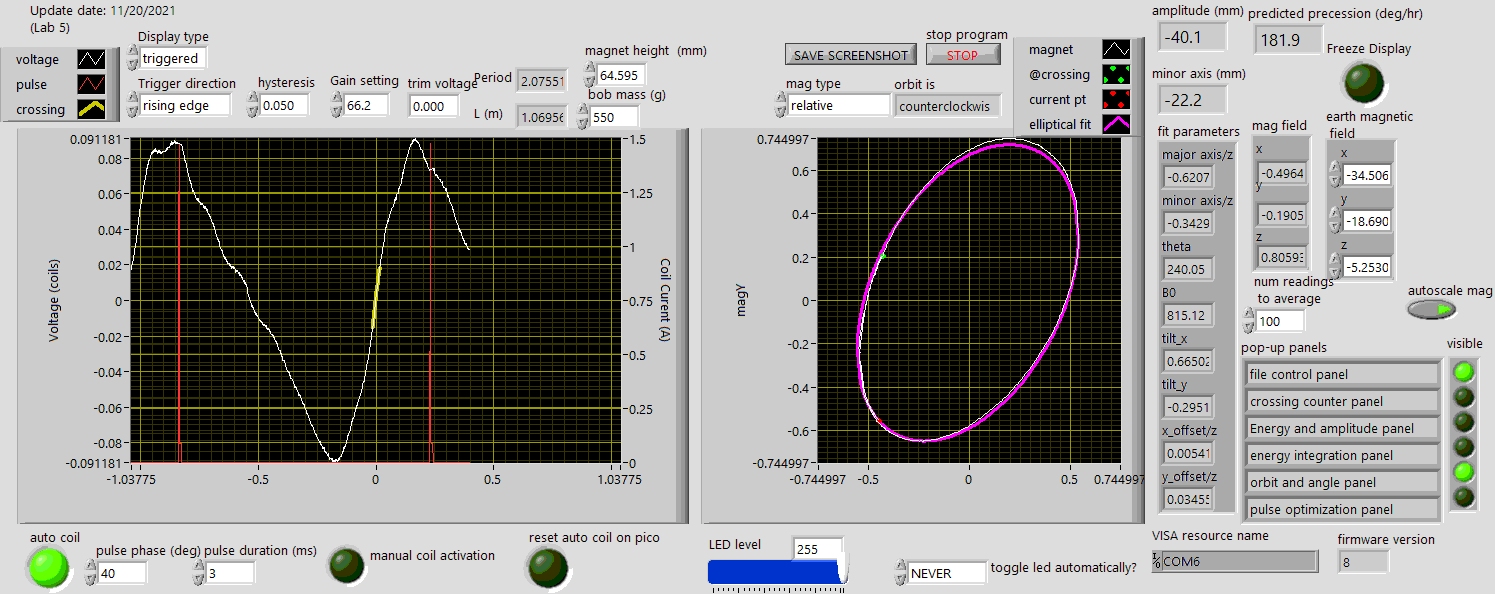 Update date: 11/20/2021
(Lab 5)
voltage
pulse
crossing
Display type
triggered
Trigger direction
rising edge
hysteresis
0.050
Gain setting
66.2
trim voltage
0.000
Period
2.07551
L (m)
1.0695
magnet height (mm)
64.595
bob mass (g)
550
0.091181
0.08
0.06
0.04
0.02
0
-0.02
-0.04
-0.06
-0.08
-0.091181
Voltage (coils)
-1.03775
-0.5
0
0.5
1.03775
1.5
1.25
1
0.75
0.5
0.25
0
Coil Current (A)
auto coil
pulse phase (deg)
40
pulse duration (ms)
3
manual coil activation
reset auto coil on pico
stop program
SAVE SCREENSHOT
STOP
mag type
relative
orbit is
counterclockwis
magnet
@crossing
current pt
elliptical fit
0.744997
0.6
0.4
0.2
0
-0.2
-0.4
-0.6
-0.744997
magy
-0.744997
-0.5
0
0.5
0.744997
LED level
255
NEVER
toggle led automatically?
amplitude (mm)
-40.1
predicted precession (deg/hr)
181.9
minor axis (mm)
-22.2
Freeze Display
fit parameters
major axis/z
-0.6207
minor axis/z
-0.3429
theta
240.05
B0
815.12
tilt_x
0.6650
tilt_y
-0.2951
x_offset/z
0.00541
y_offset/z
0.0345
mag field
x
-0.4964
y
-0.1905
z
0.8059
earth magnetic
field
x
-34.506
y
-18.690
z
-5.2530
num readings
to average
100
autoscale mag
pop-up panels
visible
file control panel
crossing counter panel
Energy and amplitude panel
energy integration panel
orbit and angle panel
pulse optimization panel
VISA resource name
COM6
firmware version
8